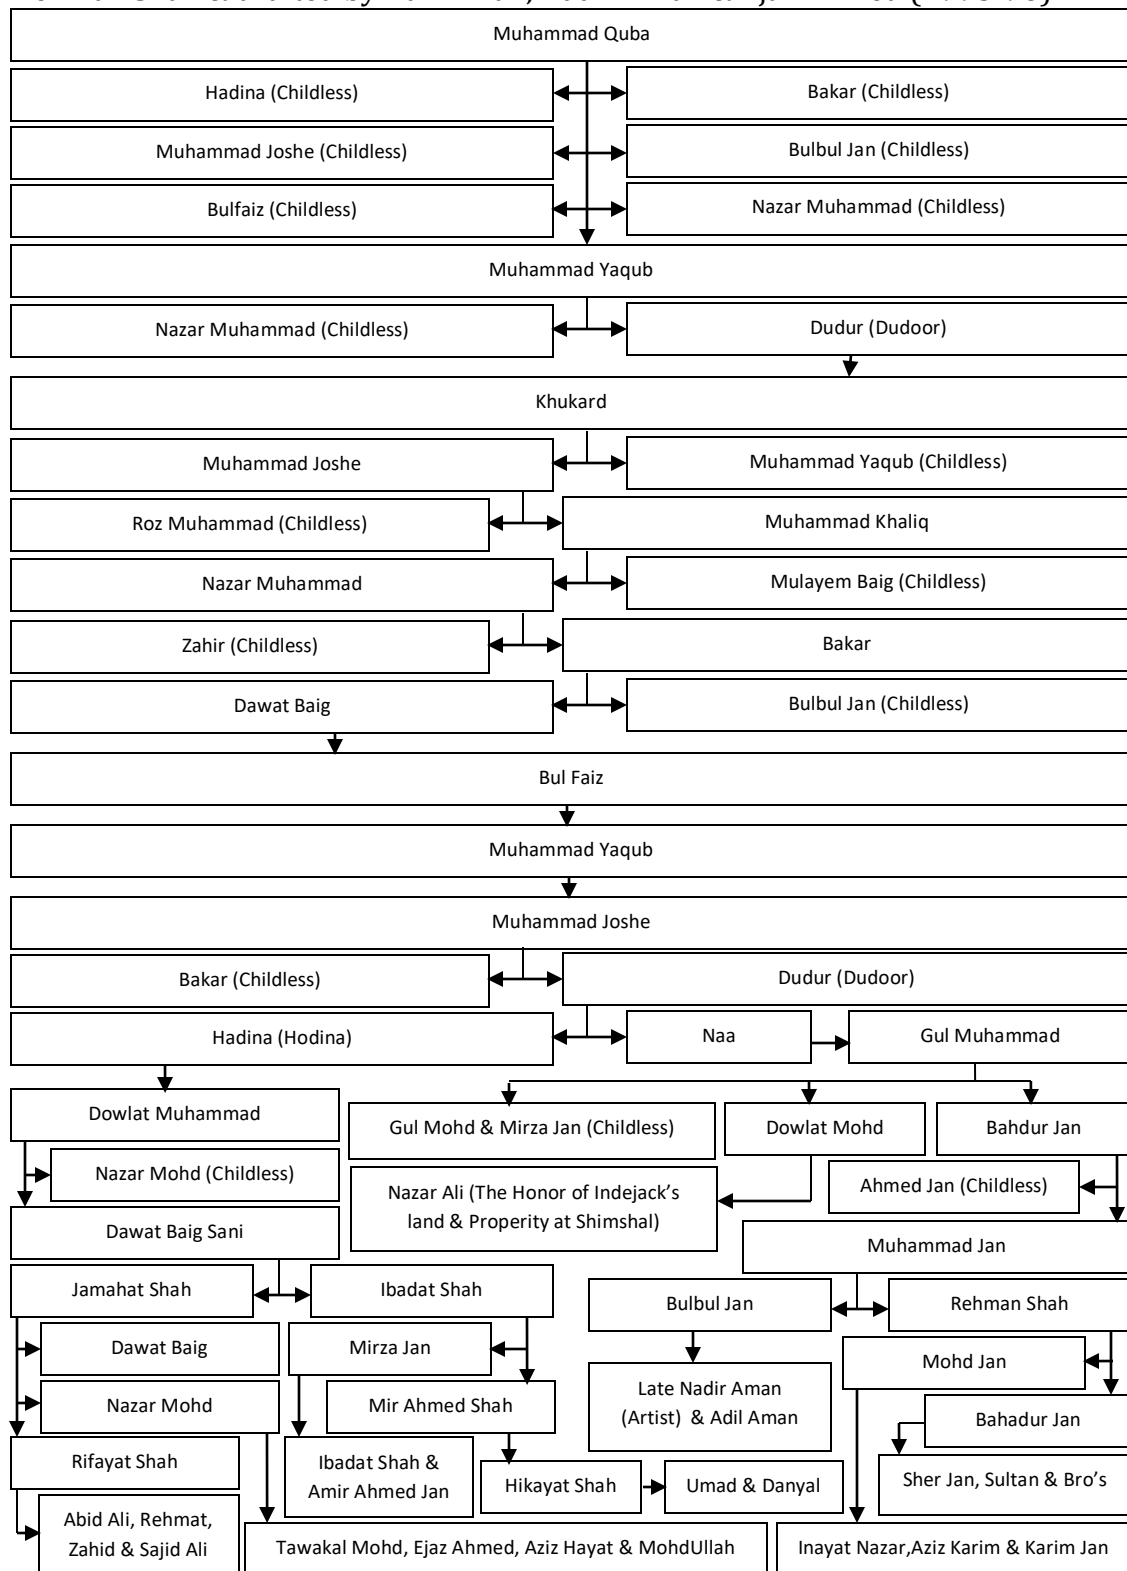 Muhammad Quba
Hadina (Childless)
Bakar (Childless)
Muhammad Joshe (Childless)
Bulbul Jan (Childless)
Bulfaiz (Childless)
Nazar Muhammad (Childless)
Muhammad Yaqub
Nazar Muhammad (Childless)
Dudur (Dudoor)
Khukard
Muhammad Joshe
Muhammad Yaqub (Childless)
Roz Muhammad (Childless)
Muhammad Khaliq
Nazar Muhammad
Mulayem Baig (Childless)
Zahir (Childless)
Bakar
Dawat Baig
Bulbul Jan (Childless)
Bul Faiz
Muhammad Yaqub
Muhammad Joshe
Bakar (Childless)
Dudur (Dudoor)
Hadina (Hodina)
Naa
Gul Muhammad
Dowlat Muhammad
Gul Mohd & Mirza Jan (Childless)
Dowlat Mohd
Bahdur Jan
Nazar Mohd (Childless)
Nazar Ali (The Honor of Indejack's
land & Properity at Shimshal)
Ahmed Jan (Childless)
Dawat Baig Sani
Muhammad Jan
Jamahat Shah
Ibadat Shah
Bulbul Jan
Rehman Shah
Dawat Baig
Mirza Jan
Mohd Jan
Nazar Mohd
Mir Ahmed Shah
Late Nadir Aman
(Artist) & Adil Aman
Bahadur Jan
Rifayat Shah
Ibadat Shah &
Amir Ahmed Jan
Hikayat Shah
Umad & Danyal
Sher Jan, Sultan & Bro's
Abid Ali, Rehmat,
Zahid & Sajid Ali
Tawakal Mohd, Ejaz Ahmed, Aziz Hayat & MohdUllah
Inayat Nazar,Aziz Karim & Karim Jan